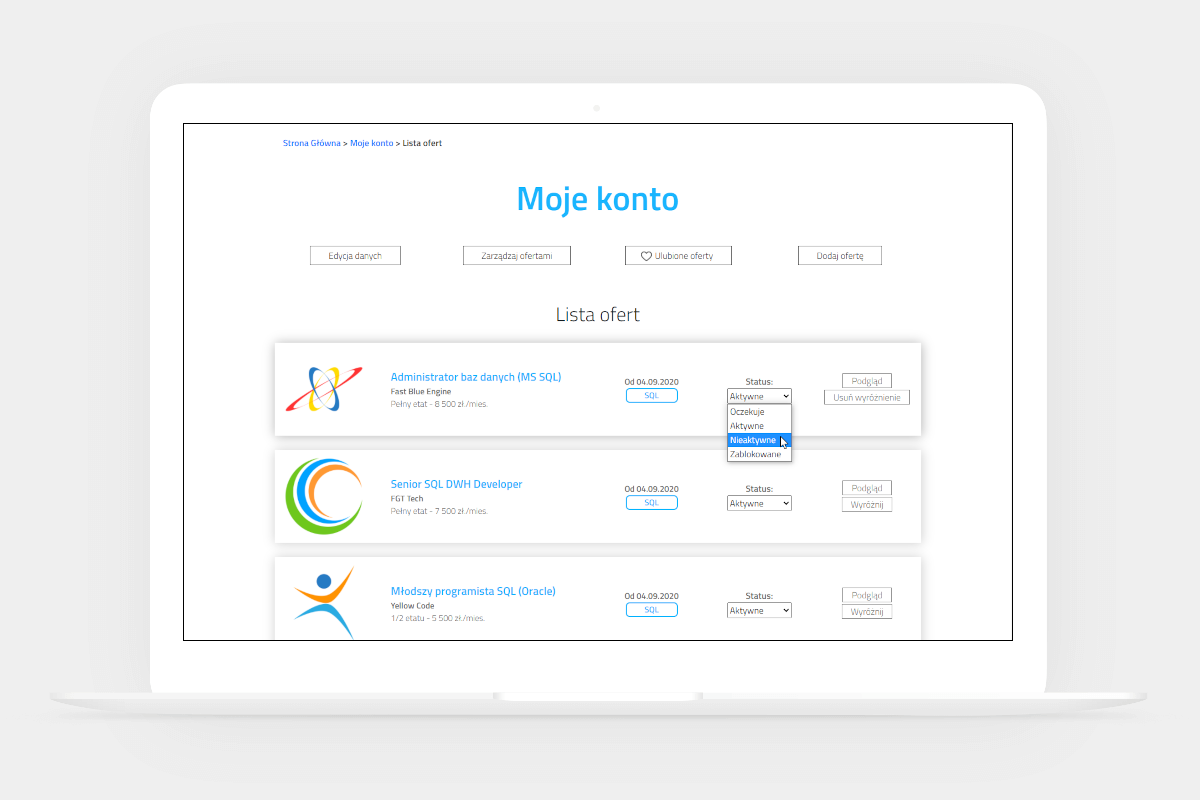 Strona Główna > Moje konto > Lista ofert
Moje konto
Edycja danych
Zarządzaj ofertami
Ulubione oferty
Dodaj ofertę
Lista ofert
Administrator baz danych (MS SQL)
Fast Blue Engine
Pełny etat - 8 500 zł./mies.
Od 04.09.2020
SQL
Status:
Aktywne
Oczekuje
Aktywne
Nieaktywne
Zablokowane
Podgląd
Usuń wyróżnienie
Senior SQL DWH Developer
FGT Tech
Pełny etat - 7 500 zł./mies.
Od 04.09.2020
SQL
Status:
Aktywne
Podgląd
Wyróżnij
Młodszy programista SQL (Oracle)
Yellow Code
1/2 etatu - 5 500 zł./mies.
Od 04.09.2020
SQL
Status:
Aktywne
Podgląd
Wyróżnij